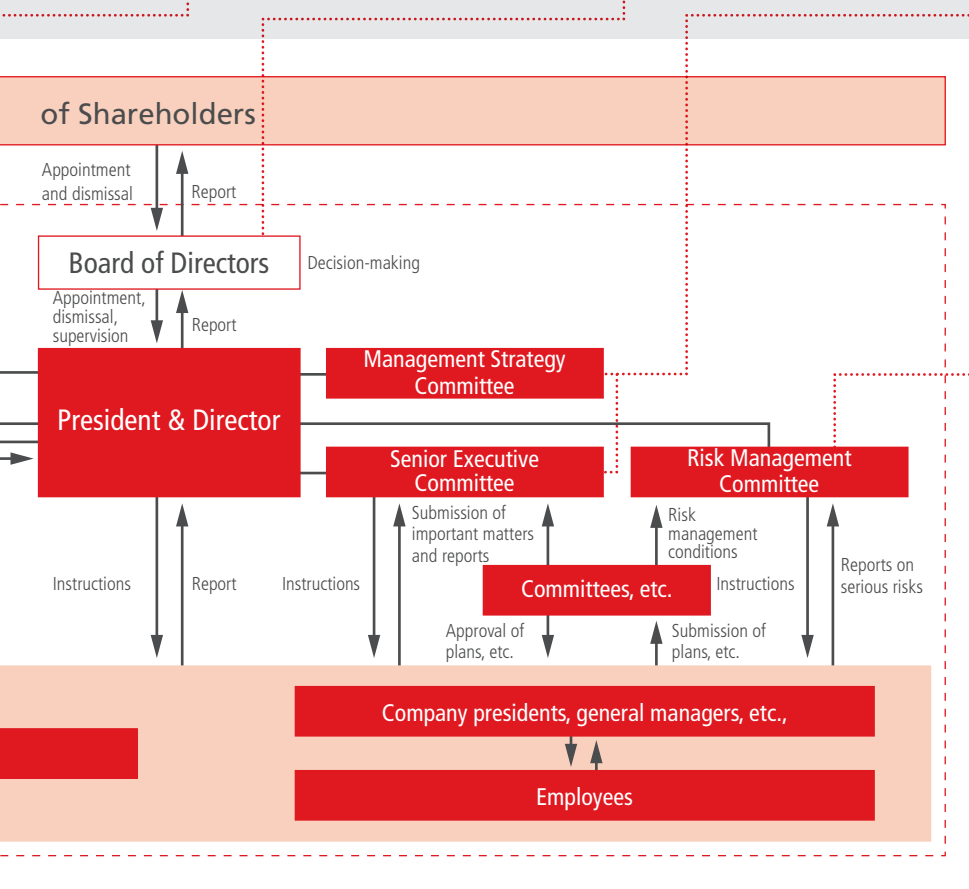 of Shareholders
Appointment
and dismissal
Report
Board of Directors
Decision-making
Appointment,
dismissal,
supervision
Report
Management Strategy
Committee
President & Director
Senior Executive
Committee
Risk Management
Committee
Submission of
important matters
and reports
Risk
management
conditions
Instructions
Report
Instructions
Committees, etc.
Instructions
Reports on
serious risks
Approval of
plans, etc.
Submission of
plans, etc.
Company presidents, general managers, etc.,
Employees